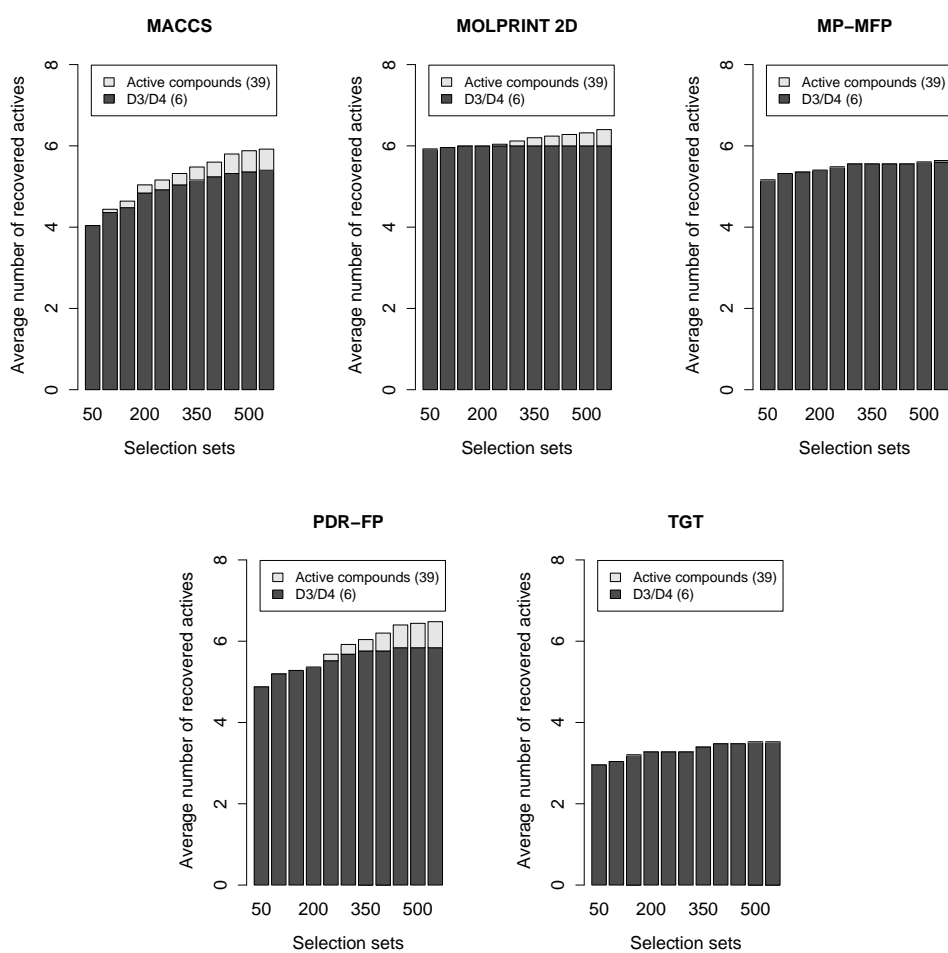 MACCS
Average number of recovered actives
0 2 4 6 8
Active compounds (39)
D3/D4 (6)
50 200 350 500
Selection sets
MOLPRINT 2D
Average number of recovered actives
0 2 4 6 8
Active compounds (39)
D3/D4 (6)
50 200 350 500
Selection sets
MP−MFP
Average number of recovered actives
0 2 4 6 8
Active compounds (39)
D3/D4 (6)
50 200 350 500
Selection sets
PDR−FP
Average number of recovered actives
0 2 4 6 8
Active compounds (39)
D3/D4 (6)
50 200 350 500
Selection sets
TGT
Average number of recovered actives
0 2 4 6 8
Active compounds (39)
D3/D4 (6)
50 200 350 500
Selection sets